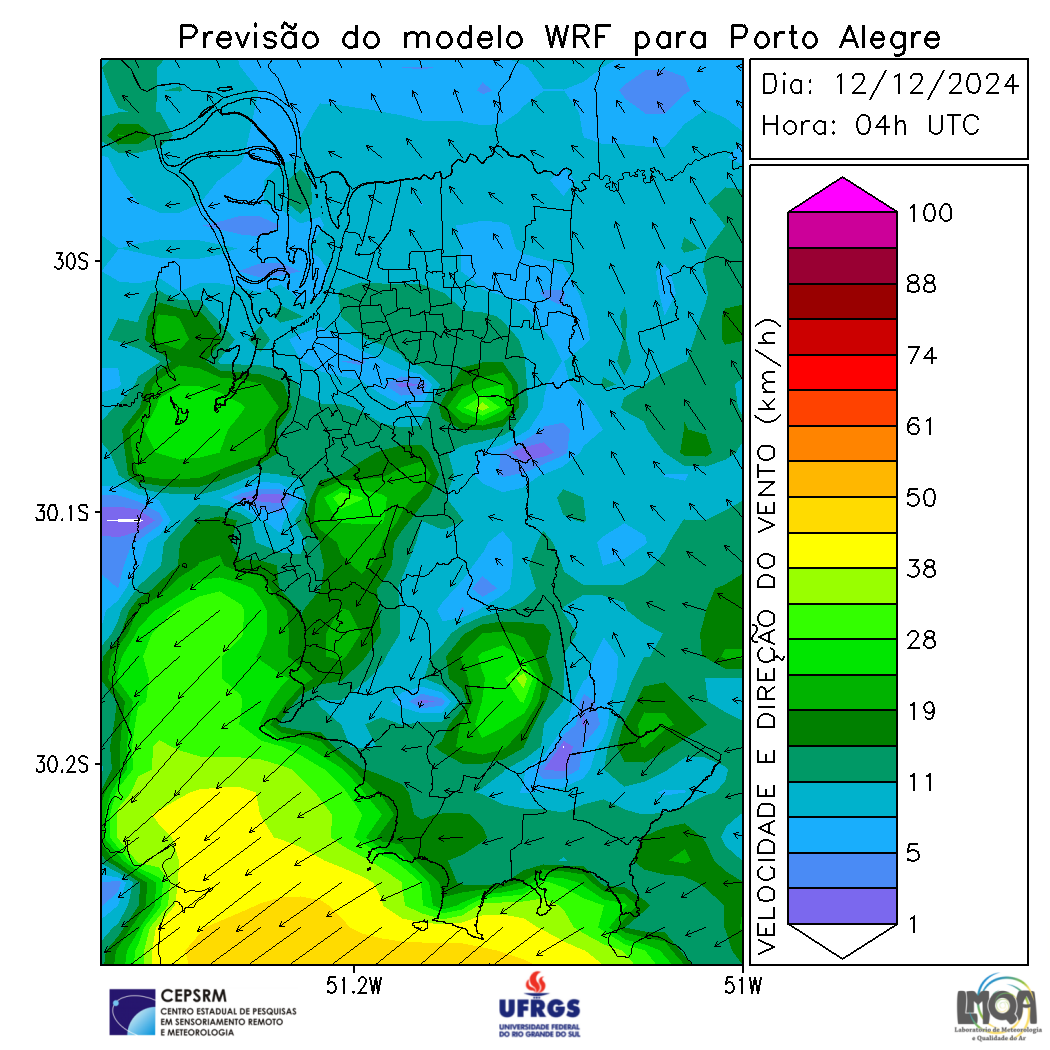 Previsão do modelo WRF para Porto Alegre
Dia: 12/12/2024
Hora: 04h UTC
30S
30.1S
30.2S
51.2W
51W
VELOCIDADE E DIREÇÃO DO VENTO (km/h)
100
88
74
61
50
38
28
19
11
5
1
CEPSRM
CENTRO ESTADUAL DE PESQUISAS
EM SENSORIAMENTO REMOTO
E METEOROLOGIA
UFRGS
UNIVERSIDADE FEDERAL
DO RIO GRANDE DO SUL
LMQA
Laboratório de Meteorologia
e Qualidade do Ar